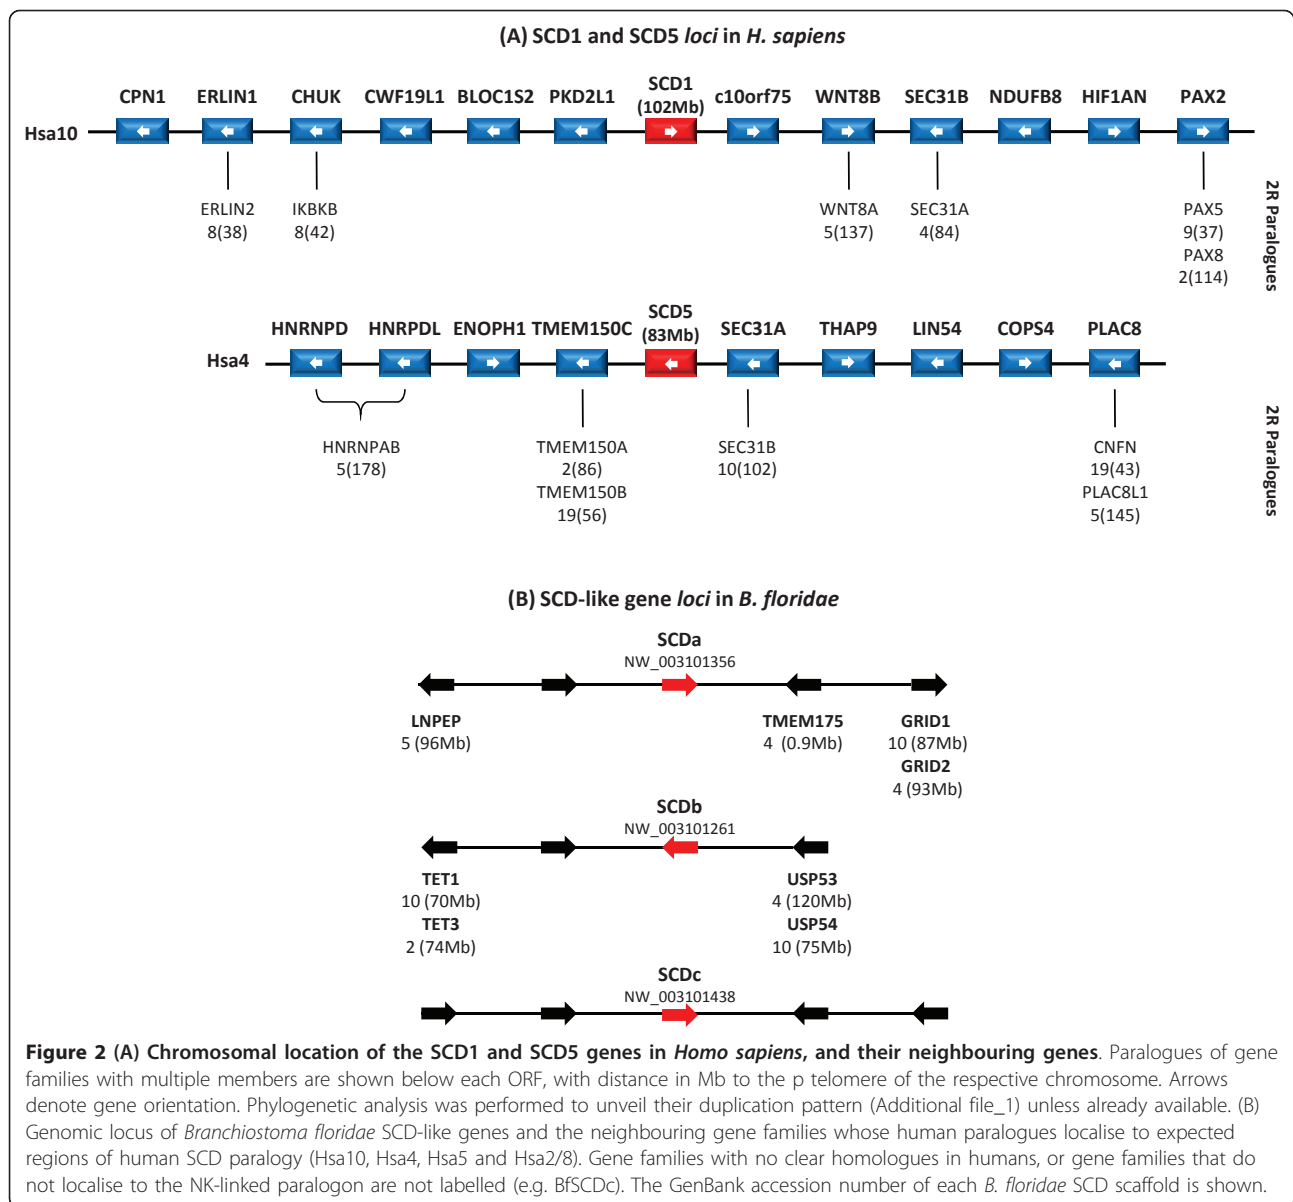 (A) SCD1 and SCD5 loci in H. sapiens
CPN1 ERLIN1 CHUK CWF19L1 BLOC1S2 PKD2L1 SCD1 (102Mb) c10orf75 WNT8B SEC31B NDUFB8 HIF1AN PAX2
Hsa10
ERLIN2 IKBKB WNT8A SEC31A PAX5
8(38) 8(42) 5(137) 4(84) 9(37)
PAX8
2(114)
2R Paralogues
HNRNPD HNRPDL ENOPH1 TMEM150C SCD5 (83Mb) SEC31A THAP9 LIN54 COPS4 PLAC8
Hsa4
HNRNPAB TMEM150A SEC31B CNFN
5(178) 2(86) 10(102) 19(43)
TMEM150B PLAC8L1
19(56) 5(145)
2R Paralogues
(B) SCD-like gene loci in B. floridae
SCDa
NW_003101356
LNPEP TMEM175 GRID1
5 (96Mb) 4 (0.9Mb) 10 (87Mb)
GRID2
4 (93Mb)
SCDb
NW_003101261
TET1 USP53
10 (70Mb) 4 (120Mb)
TET3 USP54
2 (74Mb) 10 (75Mb)
SCDc
NW_003101438
Figure 2 (A) Chromosomal location of the SCD1 and SCD5 genes in Homo sapiens, and their neighbouring genes. Paralogues of gene
families with multiple members are shown below each ORF, with distance in Mb to the p telomere of the respective chromosome. Arrows
denote gene orientation. Phylogenetic analysis was performed to unveil their duplication pattern (Additional file_1) unless already available. (B)
Genomic locus of Branchiostoma floridae SCD-like genes and the neighbouring gene families whose human paralogues localise to expected
regions of human SCD paralogy (Hsa10, Hsa4, Hsa5 and Hsa2/8). Gene families with no clear homologues in humans, or gene families that do
not localise to the NK-linked paralogon are not labelled (e.g. BfSCDc). The GenBank accession number of each B. floridae SCD scaffold is shown.